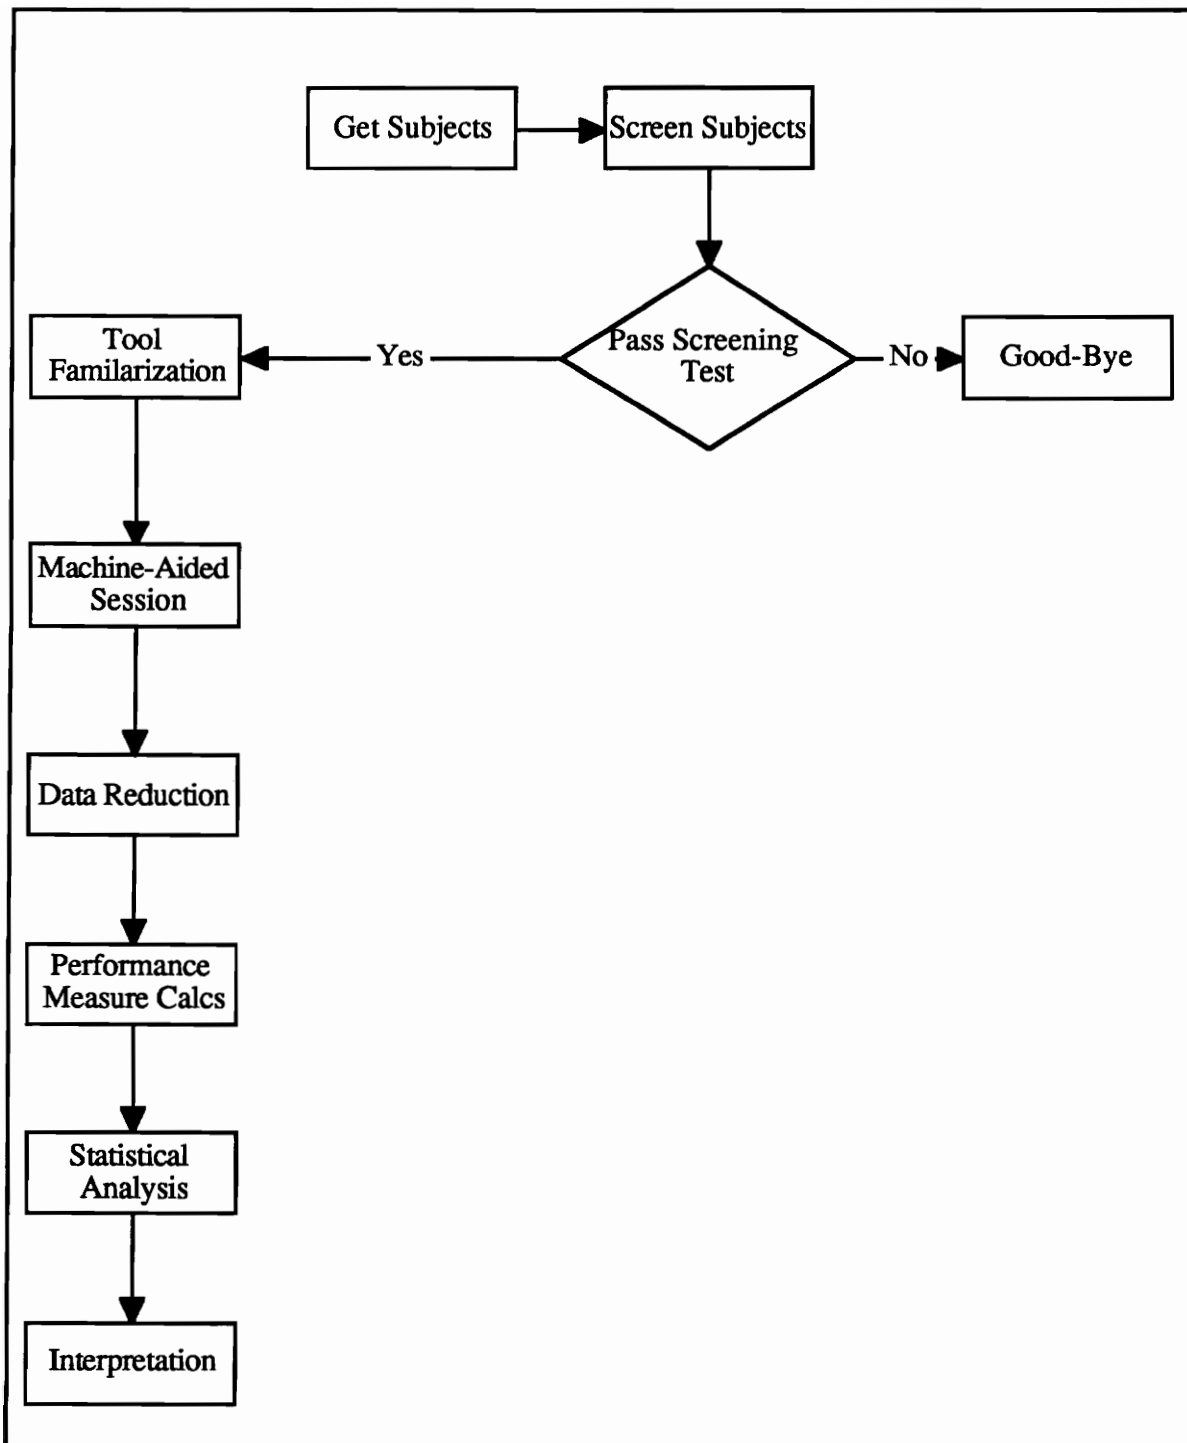 Get Subjects
Screen Subjects
Pass Screening
Test
Yes
No
Good-Bye
Tool
Familarization
Machine-Aided
Session
Data Reduction
Performance
Measure Calcs
Statistical
Analysis
Interpretation